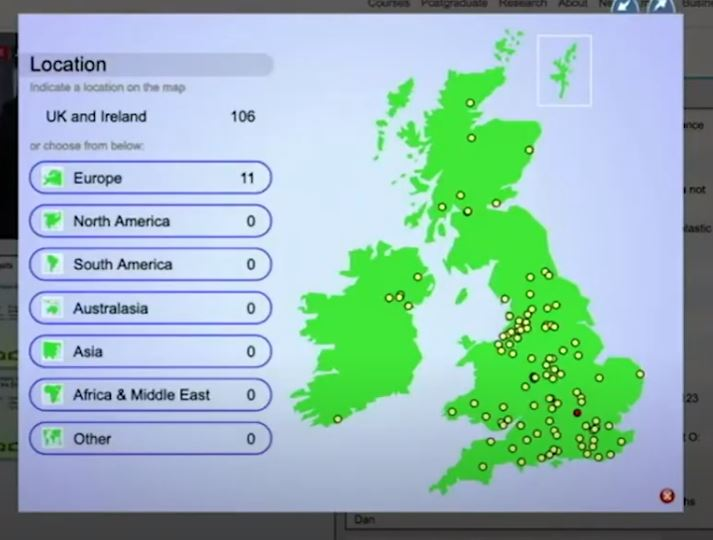 Courses Postgraduate Research About
Location
Indicate a location on the map
UK and Ireland 106
or choose from below:
Europe 11
North America 0
South America 0
Australasia 0
Asia 0
Africa & Middle East 0
Other 0
Dan